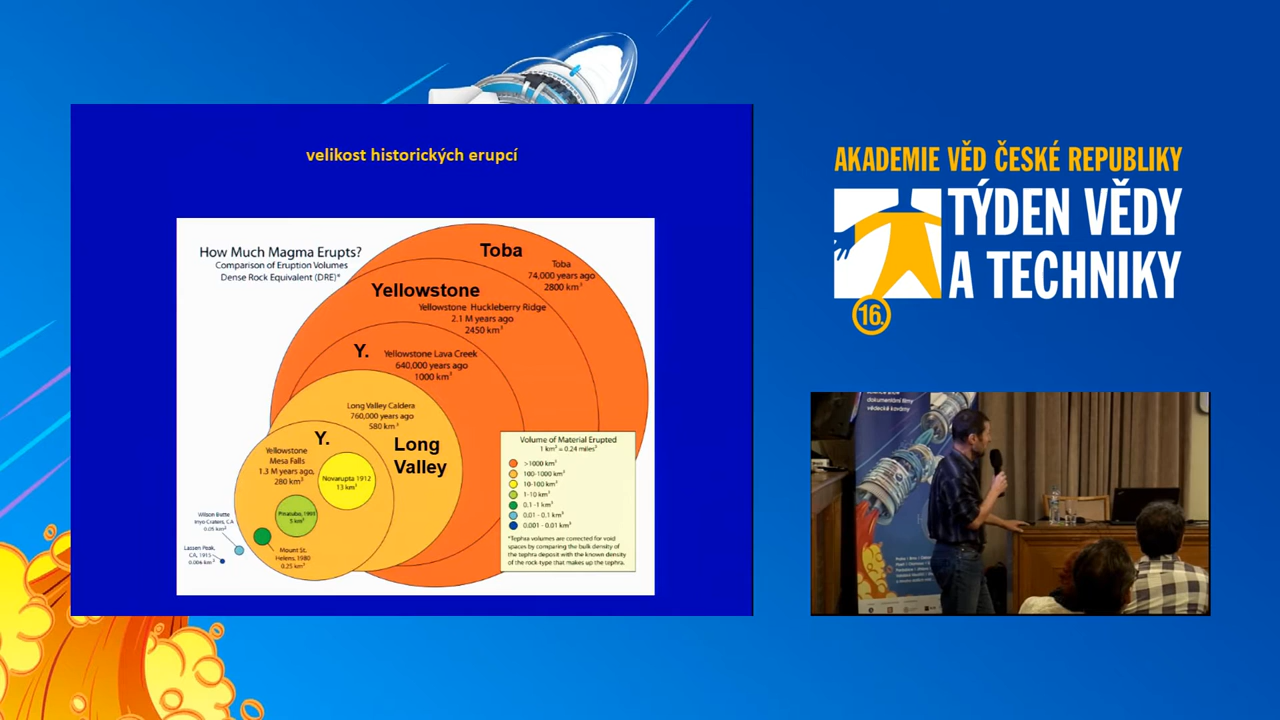 velikost historických erupcí
How Much Magma Erupts?
Comparison of Eruption Volumes
Dense Rock Equivalent (DRE)*
Toba
Toba
74,000 years ago
2800 km³
Yellowstone
Yellowstone Huckleberry Ridge
2.1 M years ago
2450 km³
Y.
Yellowstone Lava Creek
640,000 years ago
1000 km³
Long Valley Caldera
760,000 years ago
580 km³
Long
Valley
Y.
Yellowstone
Mesa Falls
1.3 M years ago,
280 km³
Novarupta 1912
13 km³
Pinatubo, 1991
5 km³
Wilson Butte
Inyo Craters, CA
0.05 km³
Lassen Peak,
CA, 1915
0.006 km³
Mount St.
Helens, 1980
0.25 km³
Volume of Material Erupted
1 km³ = 0.24 miles³
>1000 km³
100-1000 km³
10-100 km³
1-10 km³
0.1-1 km³
0.01 - 0.1 km³
0.001 - 0.01 km³
*Tephra volumes are corrected for void
spaces by comparing the bulk density of
the tephra deposit with the known density
of the rock type that makes up the tephra.
AKADEMIE VĚD ČESKÉ REPUBLIKY
TÝDEN VĚDY
A TECHNIKY
16.
dokumentární filmy
vědecké kavárny